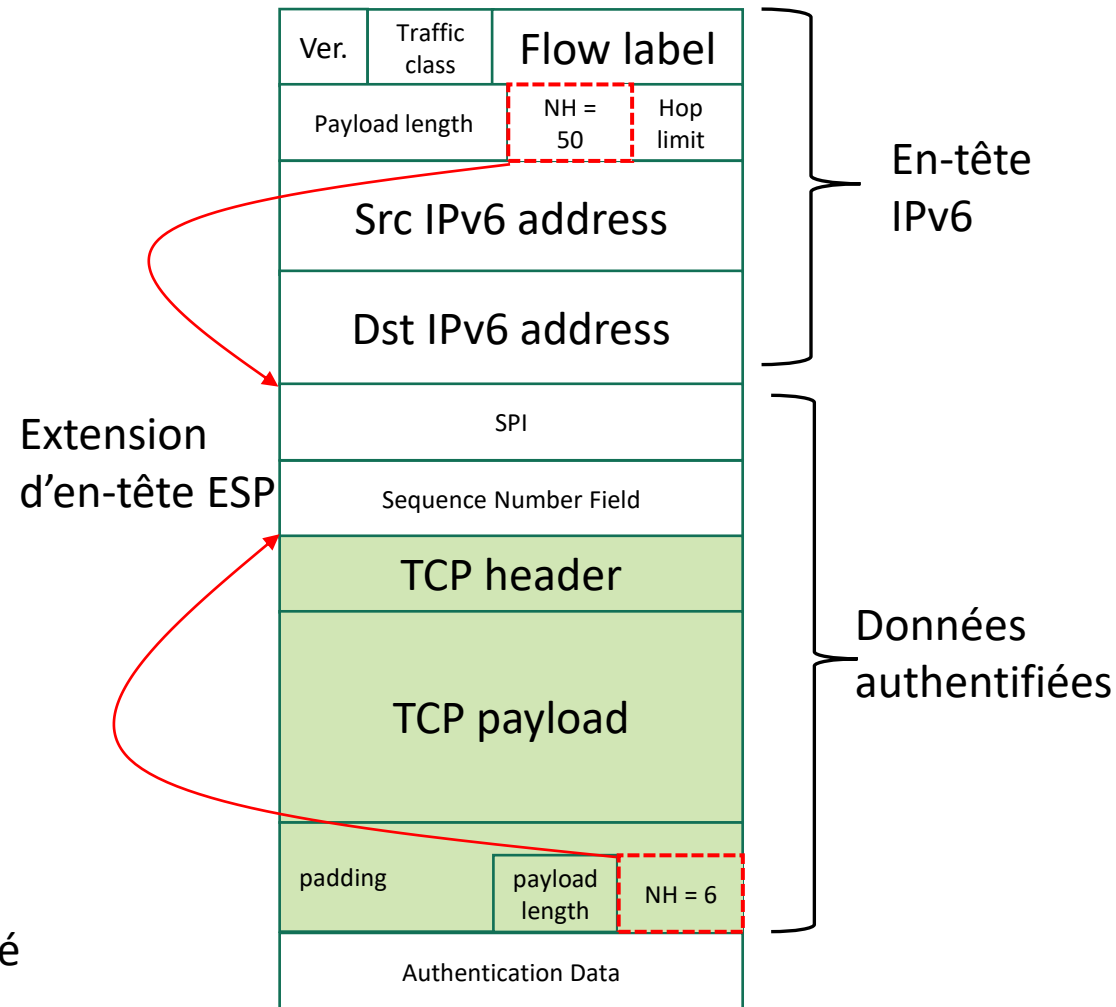 Ver.
Traffic
class
Flow label
Payload length
NH =
50
Hop
limit
En-tête
IPv6
Src IPv6 address
Dst IPv6 address
SPI
Extension
d'en-tête ESP
Sequence Number Field
TCP header
Données
authentifiées
TCP payload
padding
payload
length
NH = 6
é
Authentication Data